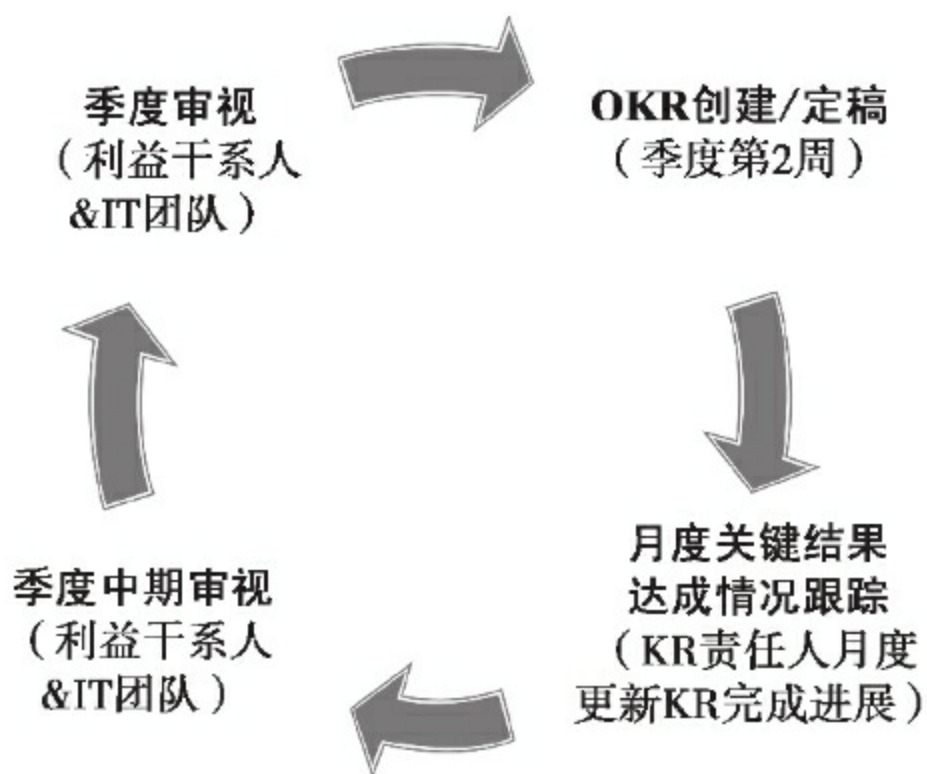 季度审视
（利益干系人
&IT团队）
OKR创建/定稿
（季度第2周）
月度关键结果
达成情况跟踪
（KR责任人月度
更新KR完成进展）
季度中期审视
（利益干系人
&IT团队）